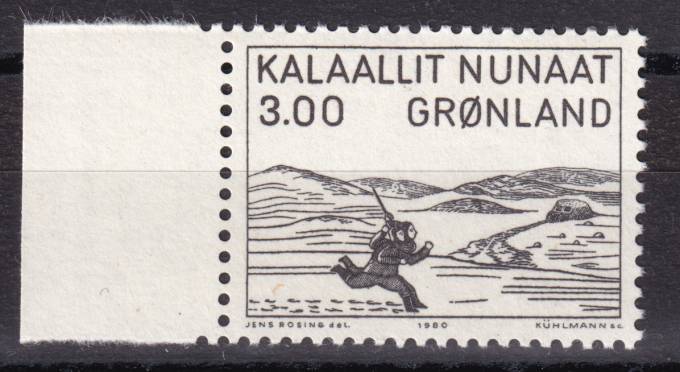 KALAALLIT NUNAAT
3.00 GRØNLAND
JENS ROSING del. 1980 KÜHLMANN sc.